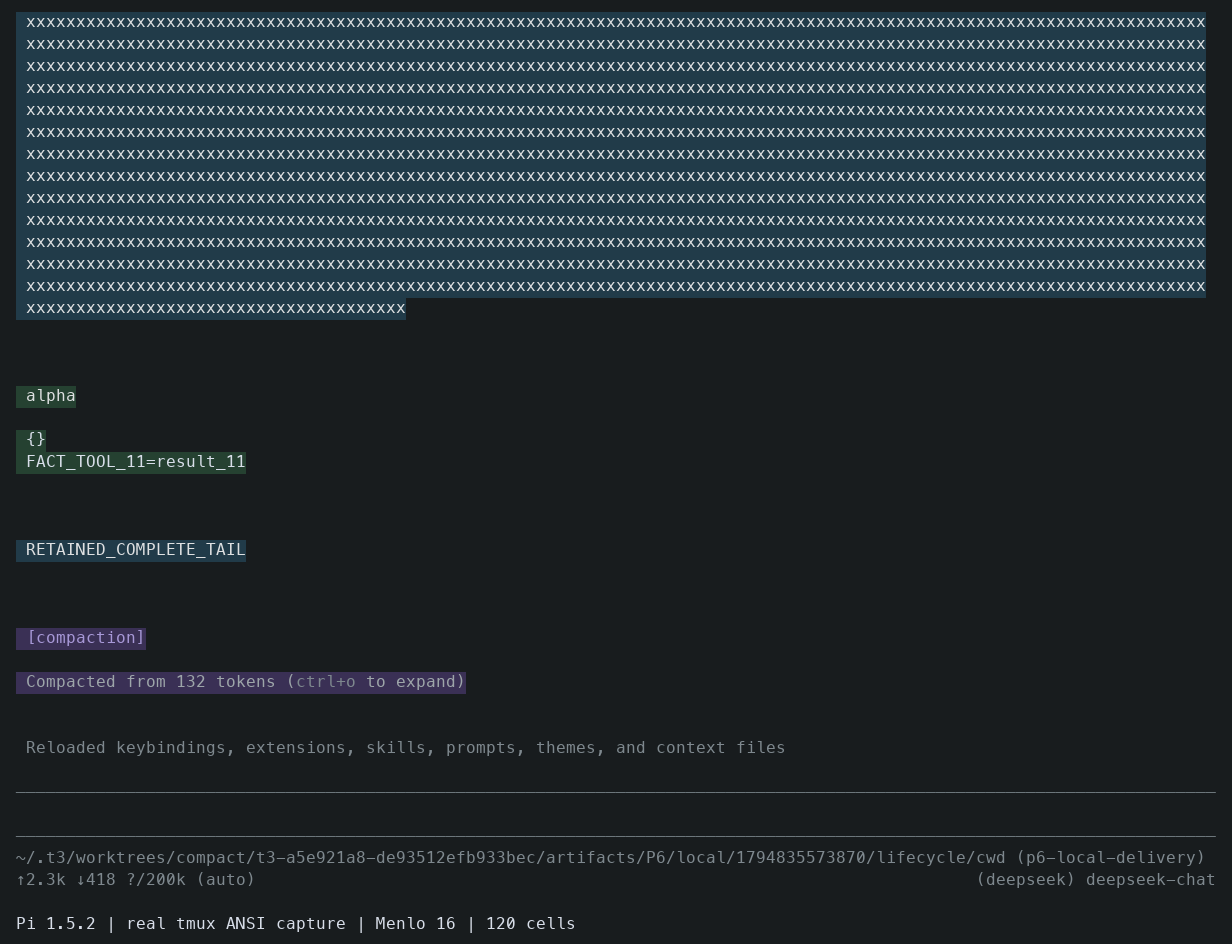 xxxxxxxxxxxxxxxxxxxxxxxxxxxxxxxxxxxxxxxxxxxxxxxxxxxxxxxxxxxxxxxxxxxxxxxxxxxxxxxxxxxxxxxxxxxxxxxxxxxxxxxxxxxxxxxxxxxxxx
xxxxxxxxxxxxxxxxxxxxxxxxxxxxxxxxxxxxxxxxxxxxxxxxxxxxxxxxxxxxxxxxxxxxxxxxxxxxxxxxxxxxxxxxxxxxxxxxxxxxxxxxxxxxxxxxxxxxxx
xxxxxxxxxxxxxxxxxxxxxxxxxxxxxxxxxxxxxxxxxxxxxxxxxxxxxxxxxxxxxxxxxxxxxxxxxxxxxxxxxxxxxxxxxxxxxxxxxxxxxxxxxxxxxxxxxxxxxx
xxxxxxxxxxxxxxxxxxxxxxxxxxxxxxxxxxxxxxxxxxxxxxxxxxxxxxxxxxxxxxxxxxxxxxxxxxxxxxxxxxxxxxxxxxxxxxxxxxxxxxxxxxxxxxxxxxxxxx
xxxxxxxxxxxxxxxxxxxxxxxxxxxxxxxxxxxxxxxxxxxxxxxxxxxxxxxxxxxxxxxxxxxxxxxxxxxxxxxxxxxxxxxxxxxxxxxxxxxxxxxxxxxxxxxxxxxxxx
xxxxxxxxxxxxxxxxxxxxxxxxxxxxxxxxxxxxxxxxxxxxxxxxxxxxxxxxxxxxxxxxxxxxxxxxxxxxxxxxxxxxxxxxxxxxxxxxxxxxxxxxxxxxxxxxxxxxxx
xxxxxxxxxxxxxxxxxxxxxxxxxxxxxxxxxxxxxxxxxxxxxxxxxxxxxxxxxxxxxxxxxxxxxxxxxxxxxxxxxxxxxxxxxxxxxxxxxxxxxxxxxxxxxxxxxxxxxx
xxxxxxxxxxxxxxxxxxxxxxxxxxxxxxxxxxxxxxxxxxxxxxxxxxxxxxxxxxxxxxxxxxxxxxxxxxxxxxxxxxxxxxxxxxxxxxxxxxxxxxxxxxxxxxxxxxxxxx
xxxxxxxxxxxxxxxxxxxxxxxxxxxxxxxxxxxxxxxxxxxxxxxxxxxxxxxxxxxxxxxxxxxxxxxxxxxxxxxxxxxxxxxxxxxxxxxxxxxxxxxxxxxxxxxxxxxxxx
xxxxxxxxxxxxxxxxxxxxxxxxxxxxxxxxxxxxxxxxxxxxxxxxxxxxxxxxxxxxxxxxxxxxxxxxxxxxxxxxxxxxxxxxxxxxxxxxxxxxxxxxxxxxxxxxxxxxxx
xxxxxxxxxxxxxxxxxxxxxxxxxxxxxxxxxxxxxxxxxxxxxxxxxxxxxxxxxxxxxxxxxxxxxxxxxxxxxxxxxxxxxxxxxxxxxxxxxxxxxxxxxxxxxxxxxxxxxx
xxxxxxxxxxxxxxxxxxxxxxxxxxxxxxxxxxxxxxxxxxxxxxxxxxxxxxxxxxxxxxxxxxxxxxxxxxxxxxxxxxxxxxxxxxxxxxxxxxxxxxxxxxxxxxxxxxxxxx
xxxxxxxxxxxxxxxxxxxxxxxxxxxxxxxxxxxxxxxxxxxxxxxxxxxxxxxxxxxxxxxxxxxxxxxxxxxxxxxxxxxxxxxxxxxxxxxxxxxxxxxxxxxxxxxxxxxxxx
xxxxxxxxxxxxxxxxxxxxxxxxxxxxxxxxxxxxxx
alpha
{}
FACT_TOOL_11=result_11
RETAINED_COMPLETE_TAIL
[compaction]
Compacted from 132 tokens (ctrl+o to expand)
Reloaded keybindings, extensions, skills, prompts, themes, and context files
~/.t3/worktrees/compact/t3-a5e921a8-de93512efb933bec/artifacts/P6/local/1794835573870/lifecycle/cwd (p6-local-delivery)
↑2.3k ↓418 ?/200k (auto) (deepseek) deepseek-chat
Pi 1.5.2 | real tmux ANSI capture | Menlo 16 | 120 cells